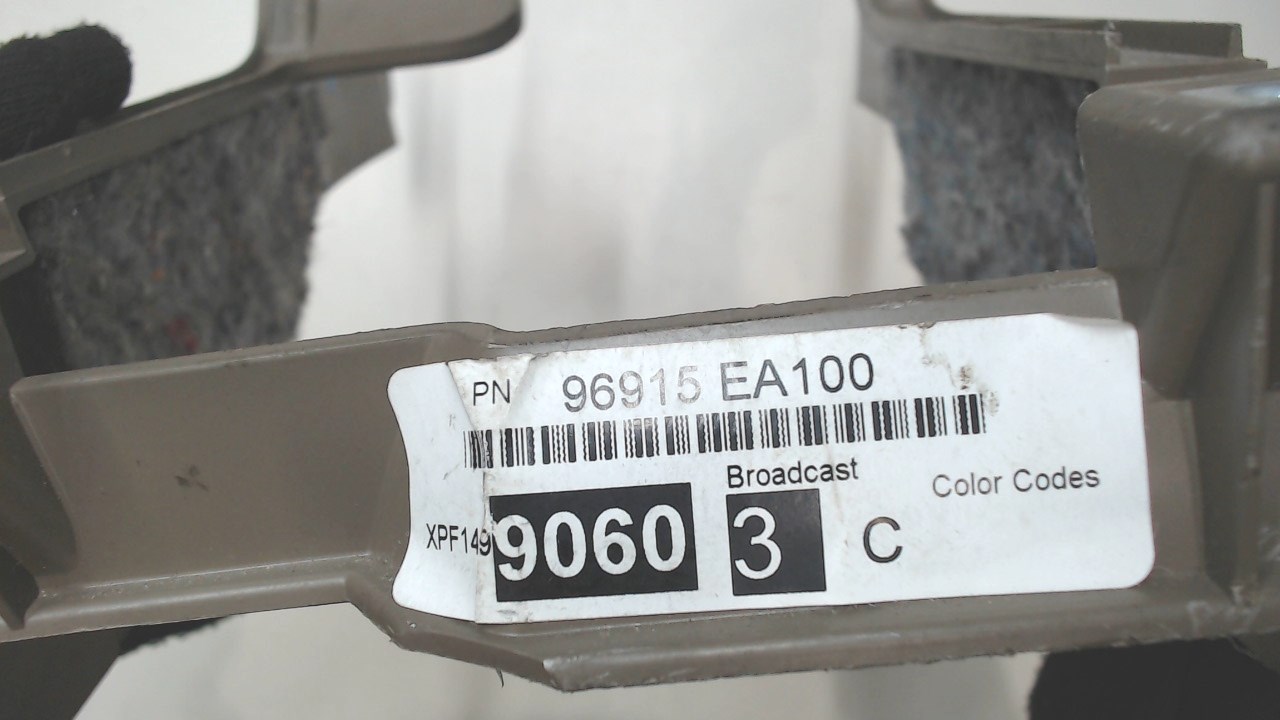 PN 96915 EA100
Broadcast
Color Codes
XPF149 9060 3 C